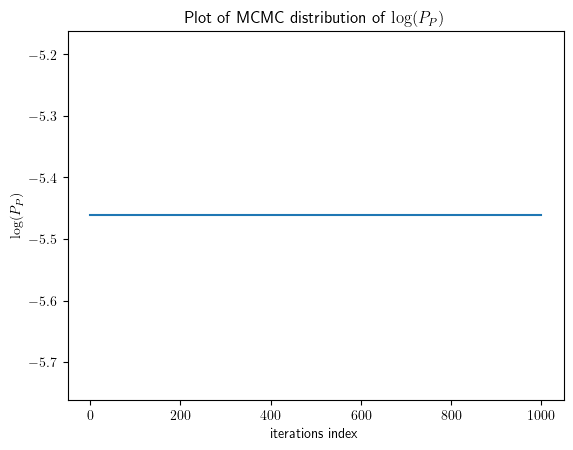 Plot of MCMC distribution of log(P_P)
−5.2
−5.3
−5.4
−5.5
−5.6
−5.7
log(P_P)
0 200 400 600 800 1000
iterations index